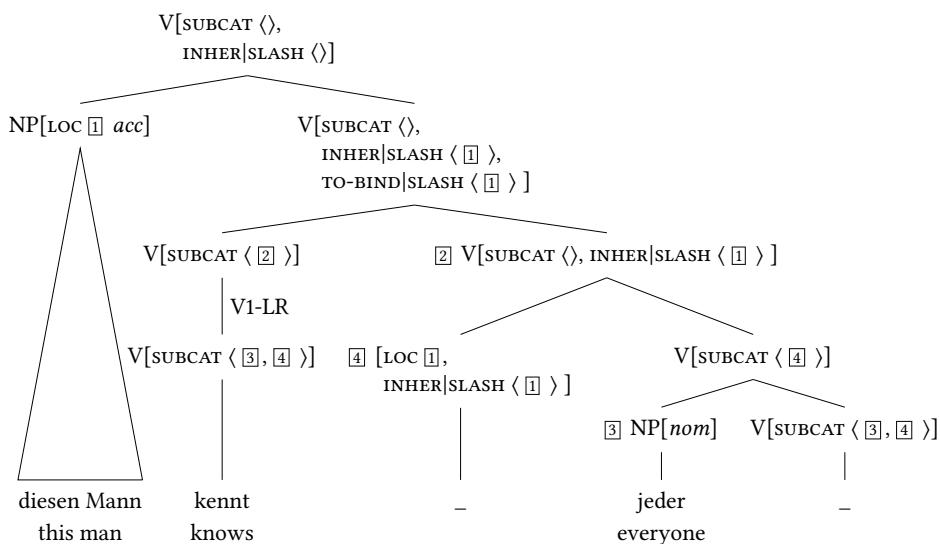 V[SUBCAT ⟨⟩,
INHER|SLASH ⟨⟩]
NP[LOC 1 acc]
V[SUBCAT ⟨⟩,
INHER|SLASH ⟨ 1 ⟩,
TO-BIND|SLASH ⟨ 1 ⟩ ]
V[SUBCAT ⟨ 2 ⟩]
2 V[SUBCAT ⟨⟩, INHER|SLASH ⟨ 1 ⟩ ]
V1-LR
V[SUBCAT ⟨ 3, 4 ⟩]
4 [LOC 1,
INHER|SLASH ⟨ 1 ⟩ ]
V[SUBCAT ⟨ 4 ⟩]
3 NP[nom]
V[SUBCAT ⟨ 3, 4 ⟩]
diesen Mann kennt _ jeder _
this man knows everyone